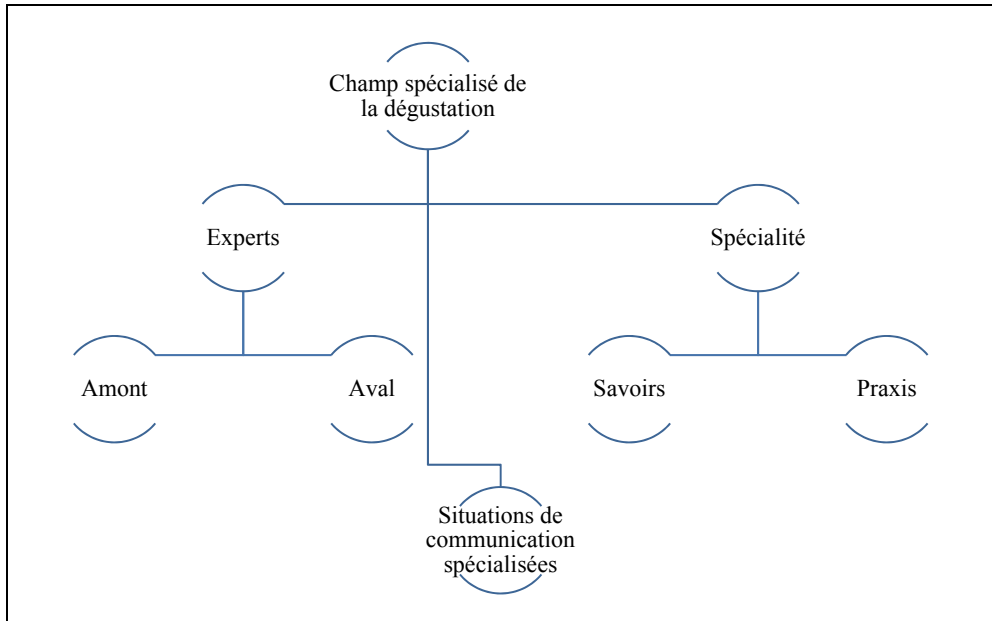 Champ spécialisé de
la dégustation
Experts
Spécialité
Amont
Aval
Savoirs
Praxis
Situations de
communication
spécialisées